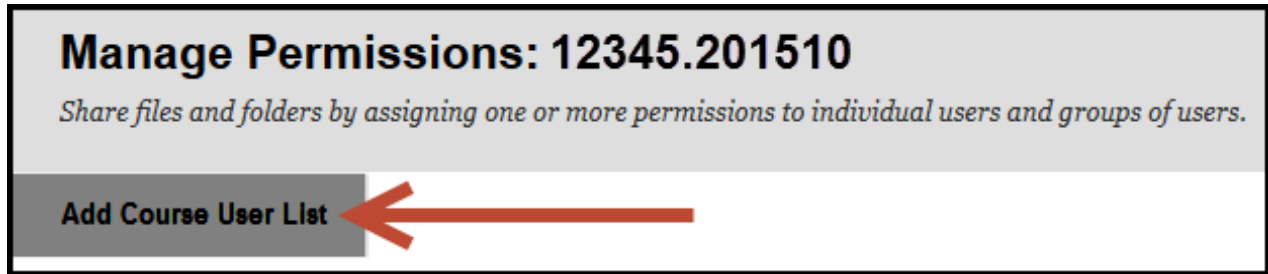 Manage Permissions: 12345.201510
Share files and folders by assigning one or more permissions to individual users and groups of users.
Add Course User List